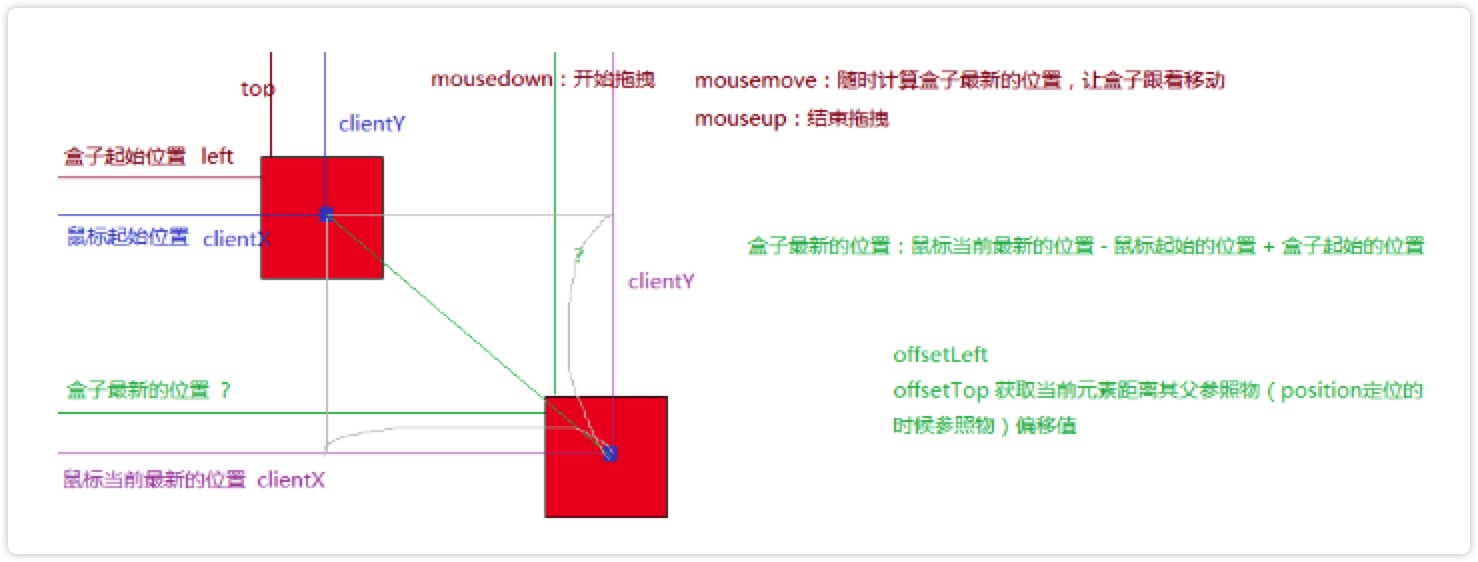 top
mousedown：开始拖拽
mousemove：随时计算盒子最新的位置，让盒子跟着移动
clientY
mouseup：结束拖拽
盒子起始位置 left
鼠标起始位置 clientX
?
盒子最新的位置：鼠标当前最新的位置 - 鼠标起始的位置 + 盒子起始的位置
clientY
offsetLeft
盒子最新的位置 ?
offsetTop 获取当前元素距离其父参照物（position定位的
时候参照物）偏移值
鼠标当前最新的位置 clientX